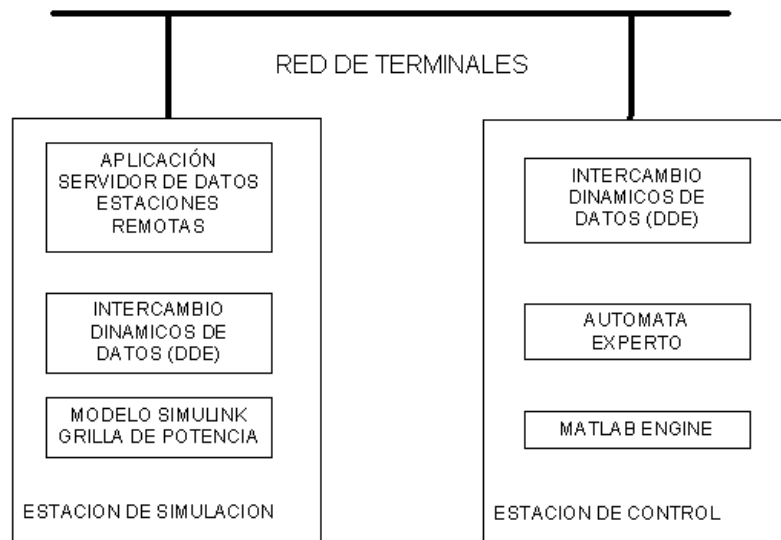 RED DE TERMINALES
APLICACIÓN
SERVIDOR DE DATOS
ESTACIONES
REMOTAS
INTERCAMBIO
DINAMICOS DE
DATOS (DDE)
MODELO SIMULINK
GRILLA DE POTENCIA
ESTACION DE SIMULACION
INTERCAMBIO
DINAMICOS DE
DATOS (DDE)
AUTOMATA
EXPERTO
MATLAB ENGINE
ESTACION DE CONTROL